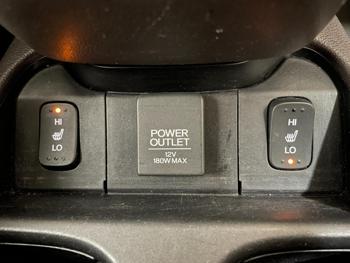 HI
LO
POWER
OUTLET
12V
180W MAX
HI
LO